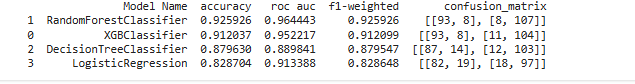 Model Name accuracy roc auc f1-weighted confusion_matrix
1 RandomForestClassifier 0.925926 0.964443 0.925926 [[93, 8], [8, 107]]
0 XGBClassifier 0.912037 0.952217 0.912099 [[93, 8], [11, 104]]
2 DecisionTreeClassifier 0.879630 0.889841 0.879547 [[87, 14], [12, 103]]
3 LogisticRegression 0.828704 0.913388 0.828648 [[82, 19], [18, 97]]